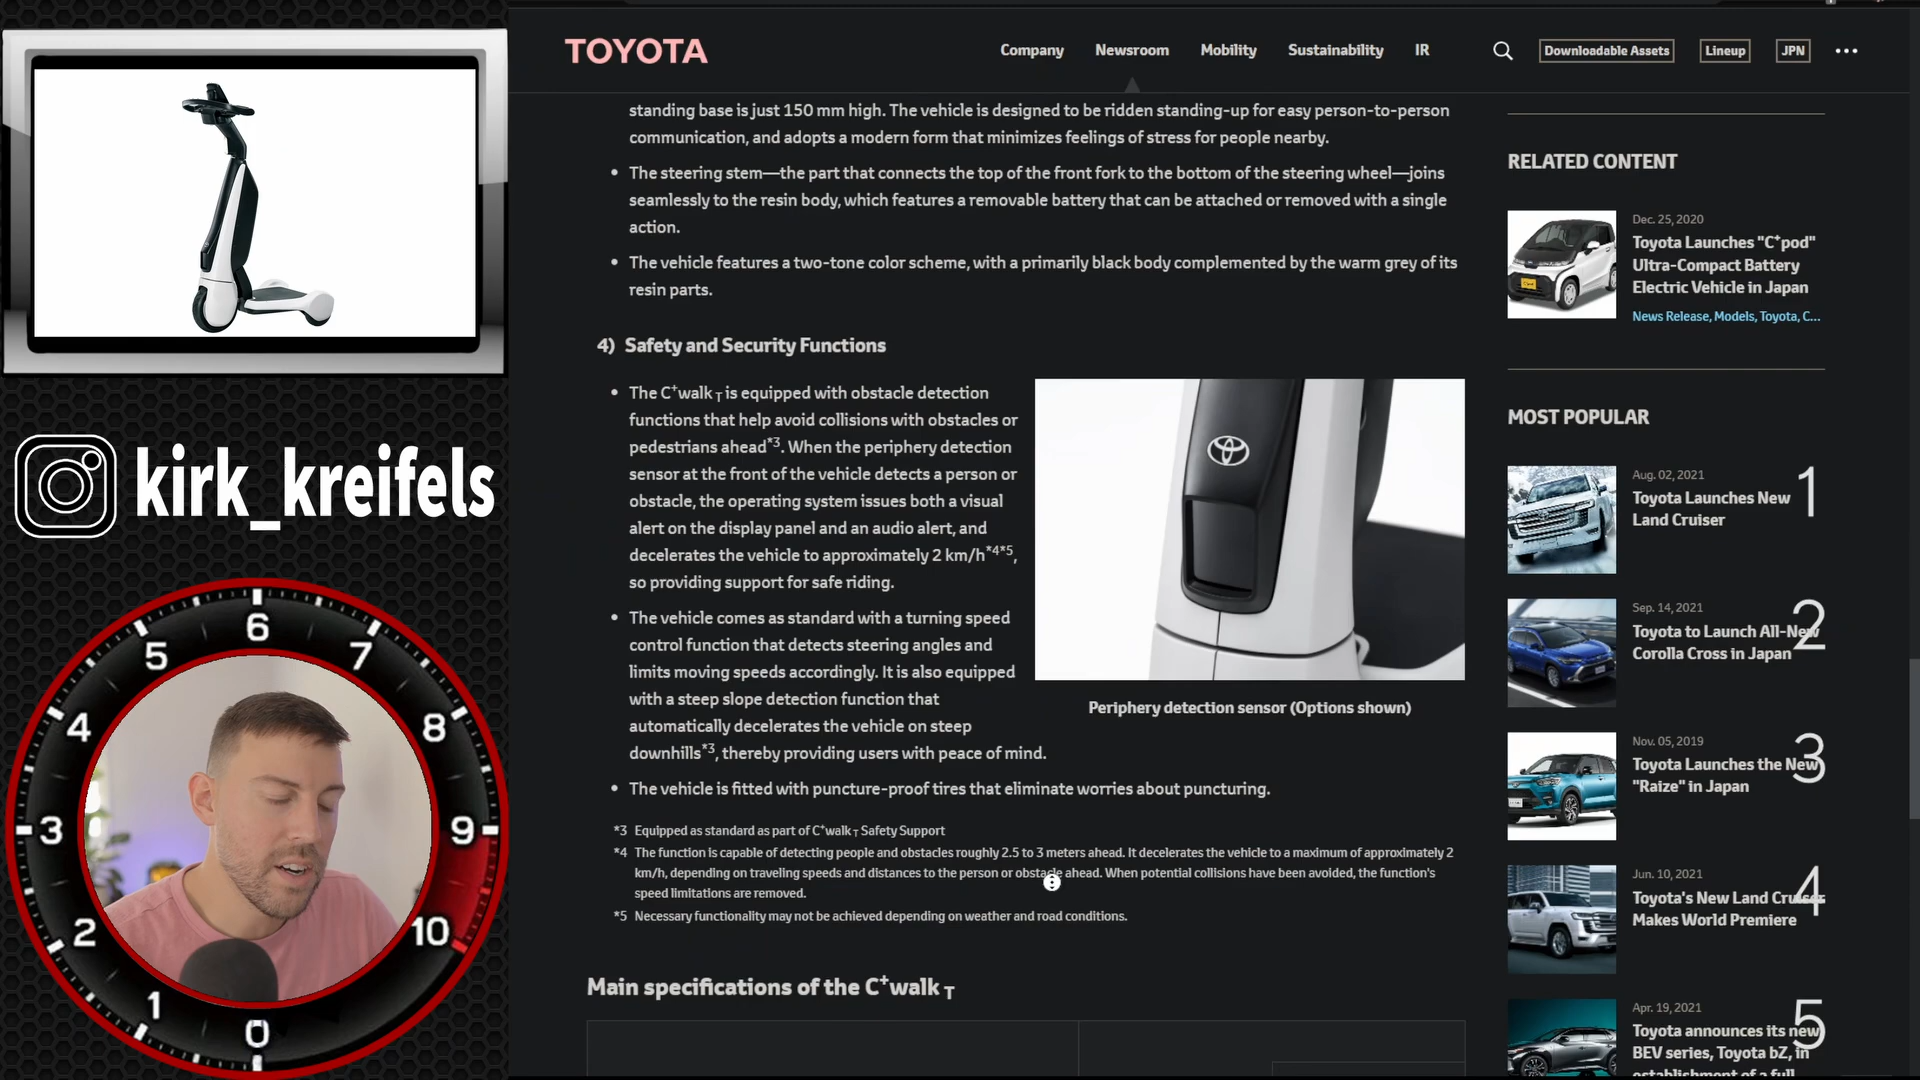 TOYOTA
Company
Newsroom
Mobility
Sustainability
IR
Downloadable Assets
Lineup
JPN
standing base is just 150 mm high. The vehicle is designed to be ridden standing-up for easy person-to-person
communication, and adopts a modern form that minimizes feelings of stress for people nearby.
The steering stem—the part that connects the top of the front fork to the bottom of the steering wheel—joins
seamlessly to the resin body, which features a removable battery that can be attached or removed with a single
action.
The vehicle features a two-tone color scheme, with a primarily black body complemented by the warm grey of its
resin parts.
4) Safety and Security Functions
The C+walk T is equipped with obstacle detection
functions that help avoid collisions with obstacles or
pedestrians ahead*3. When the periphery detection
sensor at the front of the vehicle detects a person or
obstacle, the operating system issues both a visual
alert on the display panel and an audio alert, and
decelerates the vehicle to approximately 2 km/h*4*5,
so providing support for safe riding.
The vehicle comes as standard with a turning speed
control function that detects steering angles and
limits moving speeds accordingly. It is also equipped
with a steep slope detection function that
automatically decelerates the vehicle on steep
downhills*3, thereby providing users with peace of mind.
The vehicle is fitted with puncture-proof tires that eliminate worries about puncturing.
Periphery detection sensor (Options shown)
*3 Equipped as standard as part of C+walk T Safety Support
*4 The function is capable of detecting people and obstacles roughly 2.5 to 3 meters ahead. It decelerates the vehicle to a maximum of approximately 2
km/h, depending on traveling speeds and distances to the person or obstacle ahead. When potential collisions have been avoided, the function's
speed limitations are removed.
*5 Necessary functionality may not be achieved depending on weather and road conditions.
Main specifications of the C+walk T
RELATED CONTENT
Dec. 25, 2020
Toyota Launches "C+pod"
Ultra-Compact Battery
Electric Vehicle in Japan
News Release, Models, Toyota, C...
MOST POPULAR
Aug. 02, 2021
Toyota Launches New
Land Cruiser
1
Sep. 14, 2021
Toyota to Launch All-New
Corolla Cross in Japan
2
Nov. 05, 2019
Toyota Launches the New
"Raize" in Japan
3
Jun. 10, 2021
Toyota's New Land Cruiser
Makes World Premiere
4
Apr. 19, 2021
Toyota announces its new
BEV series, Toyota bZ, in
establishment of a full
5
kirk_kreifels
0
1
2
3
4
5
6
7
8
9
10